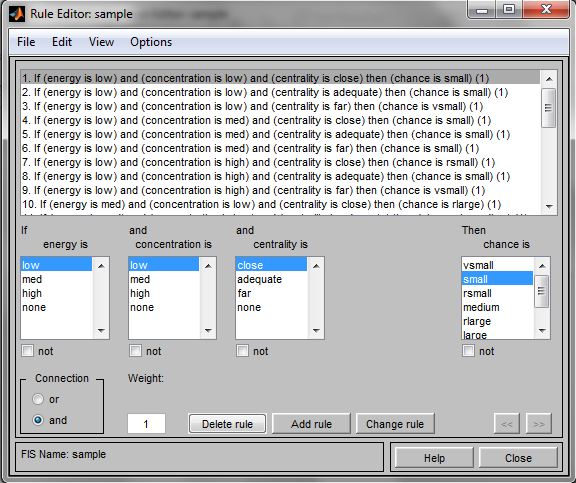 Rule Editor: sample
File Edit View Options
1. If (energy is low) and (concentration is low) and (centrality is close) then (chance is small) (1)
2. If (energy is low) and (concentration is low) and (centrality is adequate) then (chance is small) (1)
3. If (energy is low) and (concentration is low) and (centrality is far) then (chance is vsmall) (1)
4. If (energy is low) and (concentration is med) and (centrality is close) then (chance is small) (1)
5. If (energy is low) and (concentration is med) and (centrality is adequate) then (chance is small) (1)
6. If (energy is low) and (concentration is med) and (centrality is far) then (chance is small) (1)
7. If (energy is low) and (concentration is high) and (centrality is close) then (chance is rsmall) (1)
8. If (energy is low) and (concentration is high) and (centrality is adequate) then (chance is small) (1)
9. If (energy is low) and (concentration is high) and (centrality is far) then (chance is vsmall) (1)
10. If (energy is med) and (concentration is low) and (centrality is close) then (chance is rlarge) (1)
If and and Then
energy is concentration is centrality is chance is
low low close vsmall
med med adequate small
high high far rsmall
none none none medium
rlarge
large
not not not not
Connection Weight:
or
and 1 Delete rule Add rule Change rule << >>
FIS Name: sample Help Close